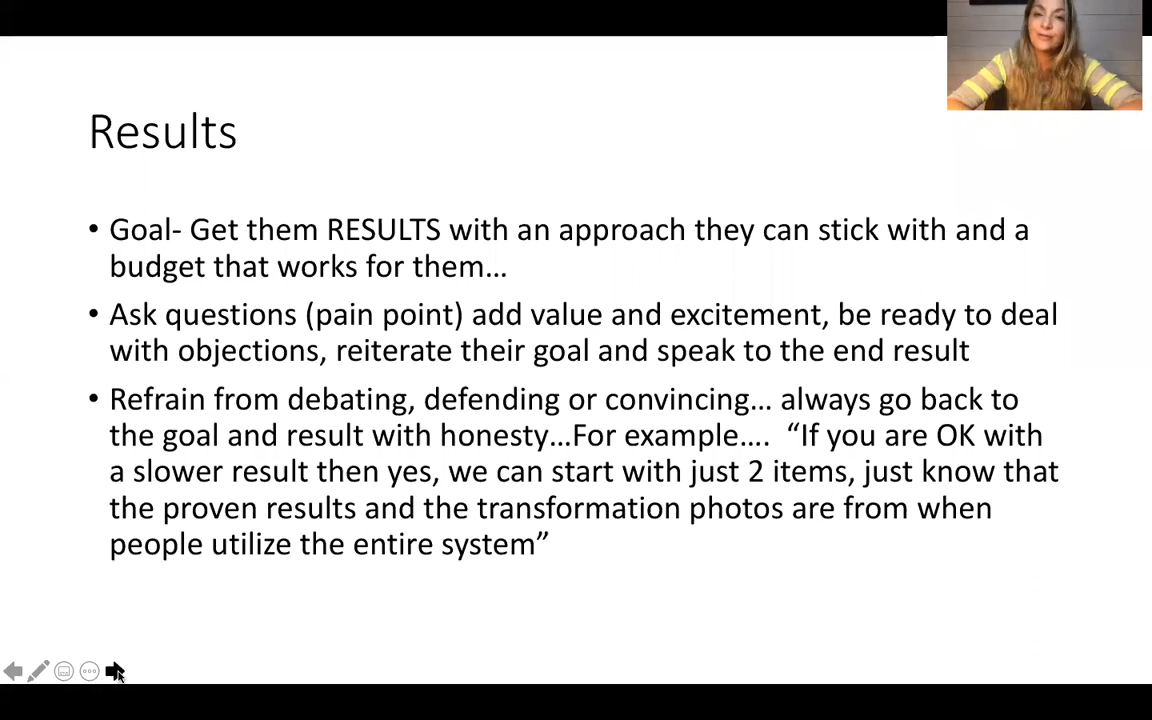 Results
• Goal- Get them RESULTS with an approach they can stick with and a
budget that works for them…
• Ask questions (pain point) add value and excitement, be ready to deal
with objections, reiterate their goal and speak to the end result
• Refrain from debating, defending or convincing… always go back to
the goal and result with honesty…For example…. “If you are OK with
a slower result then yes, we can start with just 2 items, just know that
the proven results and the transformation photos are from when
people utilize the entire system”